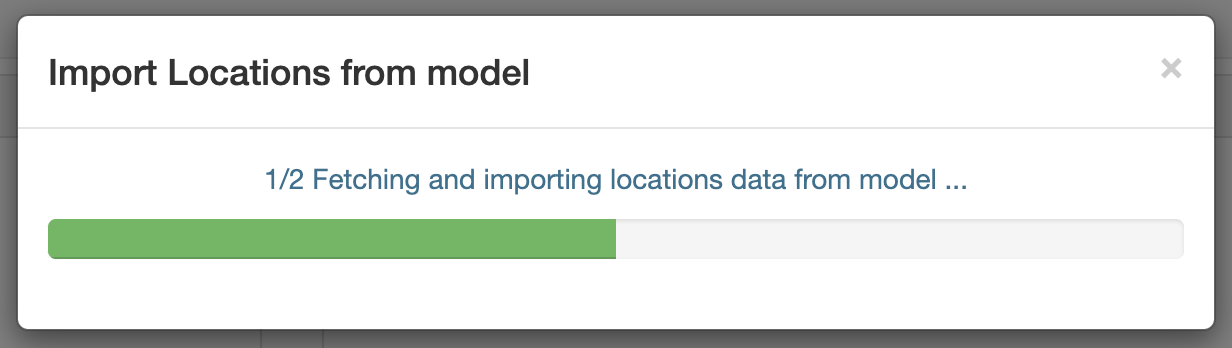 Import Locations from model
×
1/2 Fetching and importing locations data from model ...